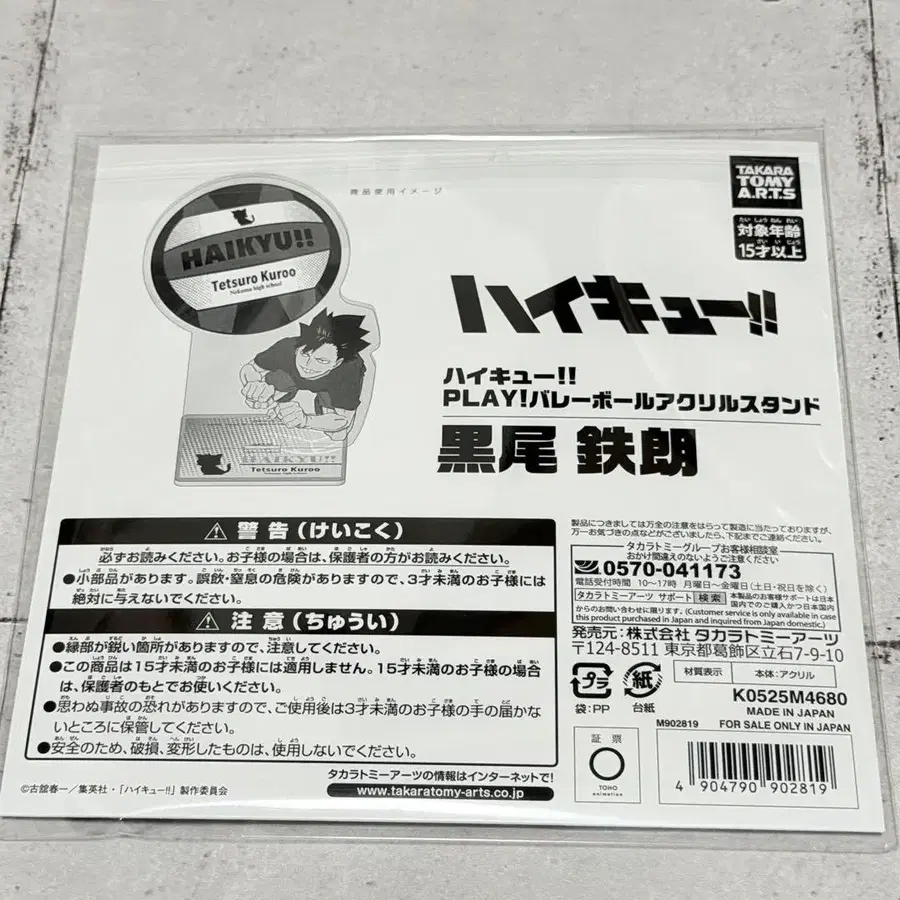 商品使用イメージ
TAKARA
TOMY
A.R.T.S
たいしょうねんれい
対象年齢
さいいじょう
15才以上
HAIKYU!!
Tetsuro Kuroo
Nekoma high school
HAIKYU!!
Tetsuro Kuroo
ハイキュー!!
ハイキュー!!
PLAY!バレーボールアクリルスタンド
黒尾 鉄朗
警告(けいこく)
必ずお読みください。お子様の場合は、保護者の方がお読みください。
●小部品があります。誤飲・窒息の危険がありますので、3才未満のお子様には
絶対に与えないでください。
注意(ちゅうい)
●縁部が鋭い箇所がありますので、注意してください。
●この商品は15才未満のお子様には適用しません。15才未満のお子様の場合
は、保護者のもとでお使いください。
●思わぬ事故の恐れがありますので、ご使用後は3才未満のお子様の手の届かな
いところに保管してください。
●安全のため、破損、変形したものは、使用しないでください。
タカラトミーアーツの情報はインターネットで!
www.takaratomy-arts.co.jp
©古舘春一/集英社・「ハイキュー!!」製作委員会
製品につきましては万全の注意をはらって製造に当たっておりますが、
万一お気づきの点などがございましたら、下記までご連絡ください。
タカラトミーグループお客様相談室
おかけ間違えのないようご注意ください
0570-041173
電話受付時間 10〜17時 月曜日〜金曜日(土日・祝日を除く)
タカラトミーアーツ サポート 検索 本製品のお客様サポートは日本
国内でのご購入かつ日本国内
からのお問い合わせに限ります。(Customer service is only available in case
this product purchased in Japan and inquired from Japan domestic.)
発売元:株式会社 タカラトミーアーツ
〒124-8511 東京都葛飾区立石7-9-10
プラ
袋:PP
紙
台紙
材質表示
本体:アクリル
K0525M4680
MADE IN JAPAN
FOR SALE ONLY IN JAPAN
M902819
証票
TOHO
animation
4 904790 902819